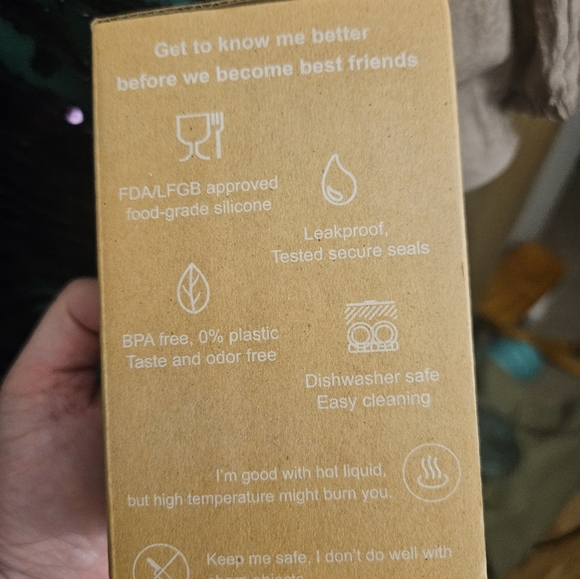 Get to know me better
before we become best friends
FDA/LFGB approved
food-grade silicone
Leakproof,
Tested secure seals
BPA free, 0% plastic
Taste and odor free
Dishwasher safe
Easy cleaning
I'm good with hot liquid,
but high temperature might burn you.
Keep me safe, I don't do well with
objects